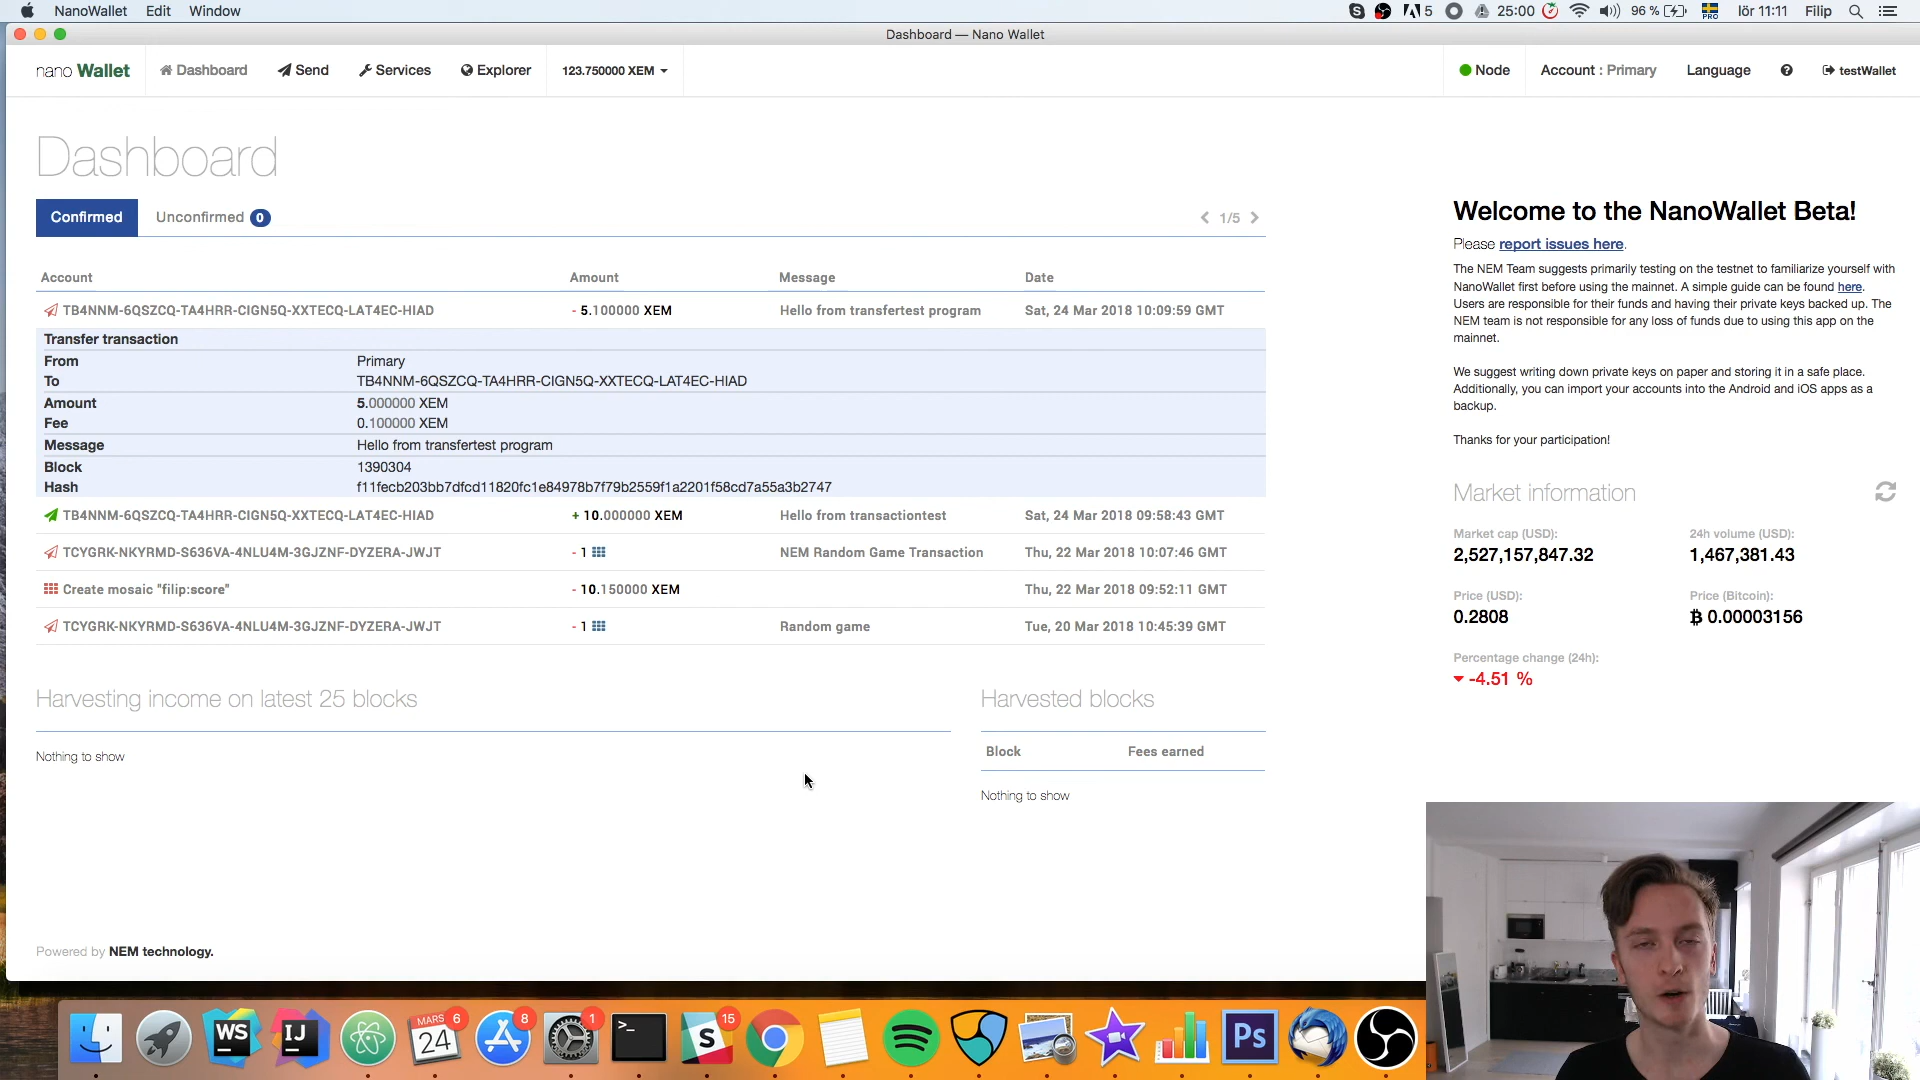 NanoWallet Edit Window
5 25:00 96 % PRO lör 11:11 Filip
Dashboard — Nano Wallet
nano Wallet Dashboard Send Services Explorer 123.750000 XEM
Node Account : Primary Language testWallet
Dashboard
Confirmed Unconfirmed 0 1/5
Account Amount Message Date
TB4NNM-6QSZCQ-TA4HRR-CIGN5Q-XXTECQ-LAT4EC-HIAD - 5.100000 XEM Hello from transfertest program Sat, 24 Mar 2018 10:09:59 GMT
Transfer transaction
From Primary
To TB4NNM-6QSZCQ-TA4HRR-CIGN5Q-XXTECQ-LAT4EC-HIAD
Amount 5.000000 XEM
Fee 0.100000 XEM
Message Hello from transfertest program
Block 1390304
Hash f11fecb203bb7dfcd11820fc1e84978b7f79b2559f1a2201f58cd7a55a3b2747
TB4NNM-6QSZCQ-TA4HRR-CIGN5Q-XXTECQ-LAT4EC-HIAD + 10.000000 XEM Hello from transactiontest Sat, 24 Mar 2018 09:58:43 GMT
TCYGRK-NKYRMD-S636VA-4NLU4M-3GJZNF-DYZERA-JWJT - 1 NEM Random Game Transaction Thu, 22 Mar 2018 10:07:46 GMT
Create mosaic "filip:score" - 10.150000 XEM Thu, 22 Mar 2018 09:52:11 GMT
TCYGRK-NKYRMD-S636VA-4NLU4M-3GJZNF-DYZERA-JWJT - 1 Random game Tue, 20 Mar 2018 10:45:39 GMT
Harvesting income on latest 25 blocks
Nothing to show
Harvested blocks
Block Fees earned
Nothing to show
Welcome to the NanoWallet Beta!
Please report issues here.
The NEM Team suggests primarily testing on the testnet to familiarize yourself with
NanoWallet first before using the mainnet. A simple guide can be found here.
Users are responsible for their funds and having their private keys backed up. The
NEM team is not responsible for any loss of funds due to using this app on the
mainnet.
We suggest writing down private keys on paper and storing it in a safe place.
Additionally, you can import your accounts into the Android and iOS apps as a
backup.
Thanks for your participation!
Market information
Market cap (USD): 24h volume (USD):
2,527,157,847.32 1,467,381.43
Price (USD): Price (Bitcoin):
0.2808 ₿ 0.00003156
Percentage change (24h):
-4.51 %
Powered by NEM technology.
WS IJ MARS 24 6 8 1 >_ S 15 Ps